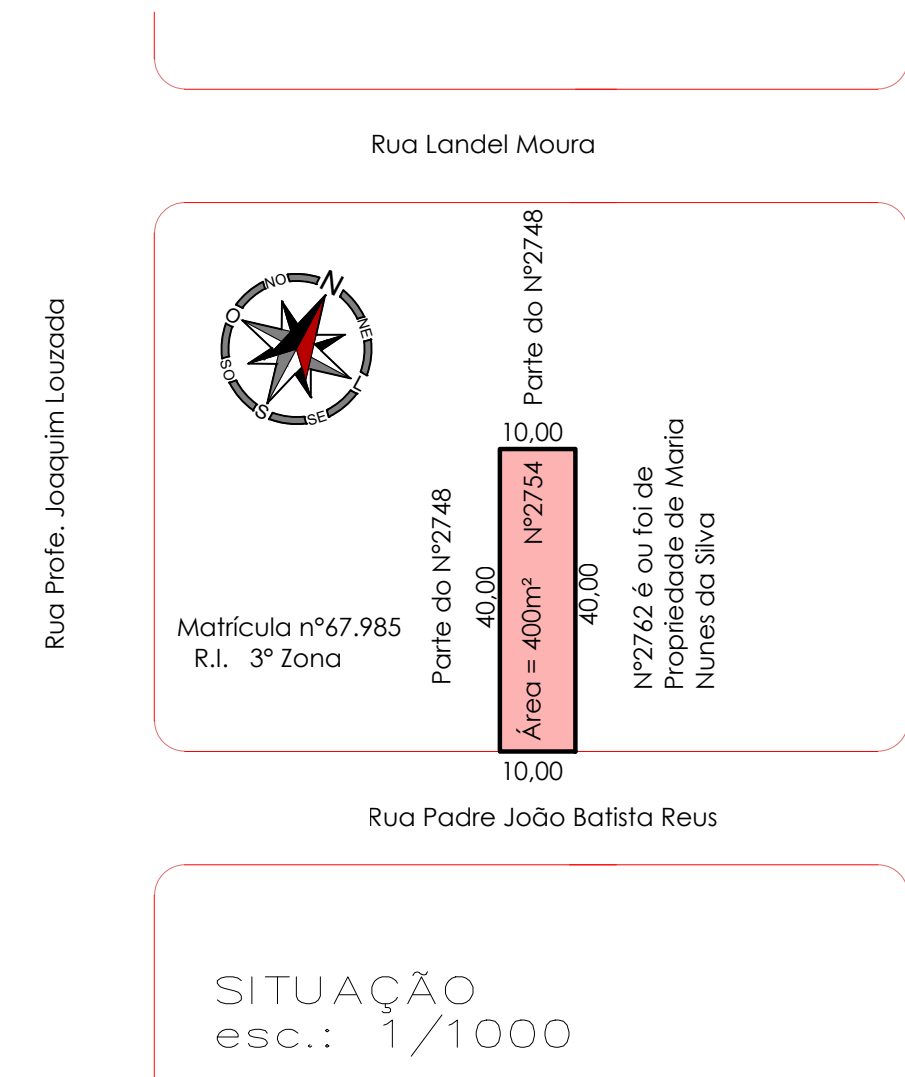 Rua Landel Moura
Rua Profe. Joaquim Louzada
NO
N
O
NE
SO
L
S
SE
Parte do N°2748
10,00
Parte do N°2748
40,00
N°2754
Área = 400m²
40,00
N°2762 é ou foi de
Propriedade de Maria
Nunes da Silva
Matrícula n°67.985
R.I. 3° Zona
10,00
Rua Padre João Batista Reus
SITUAÇÃO
esc.: 1/1000